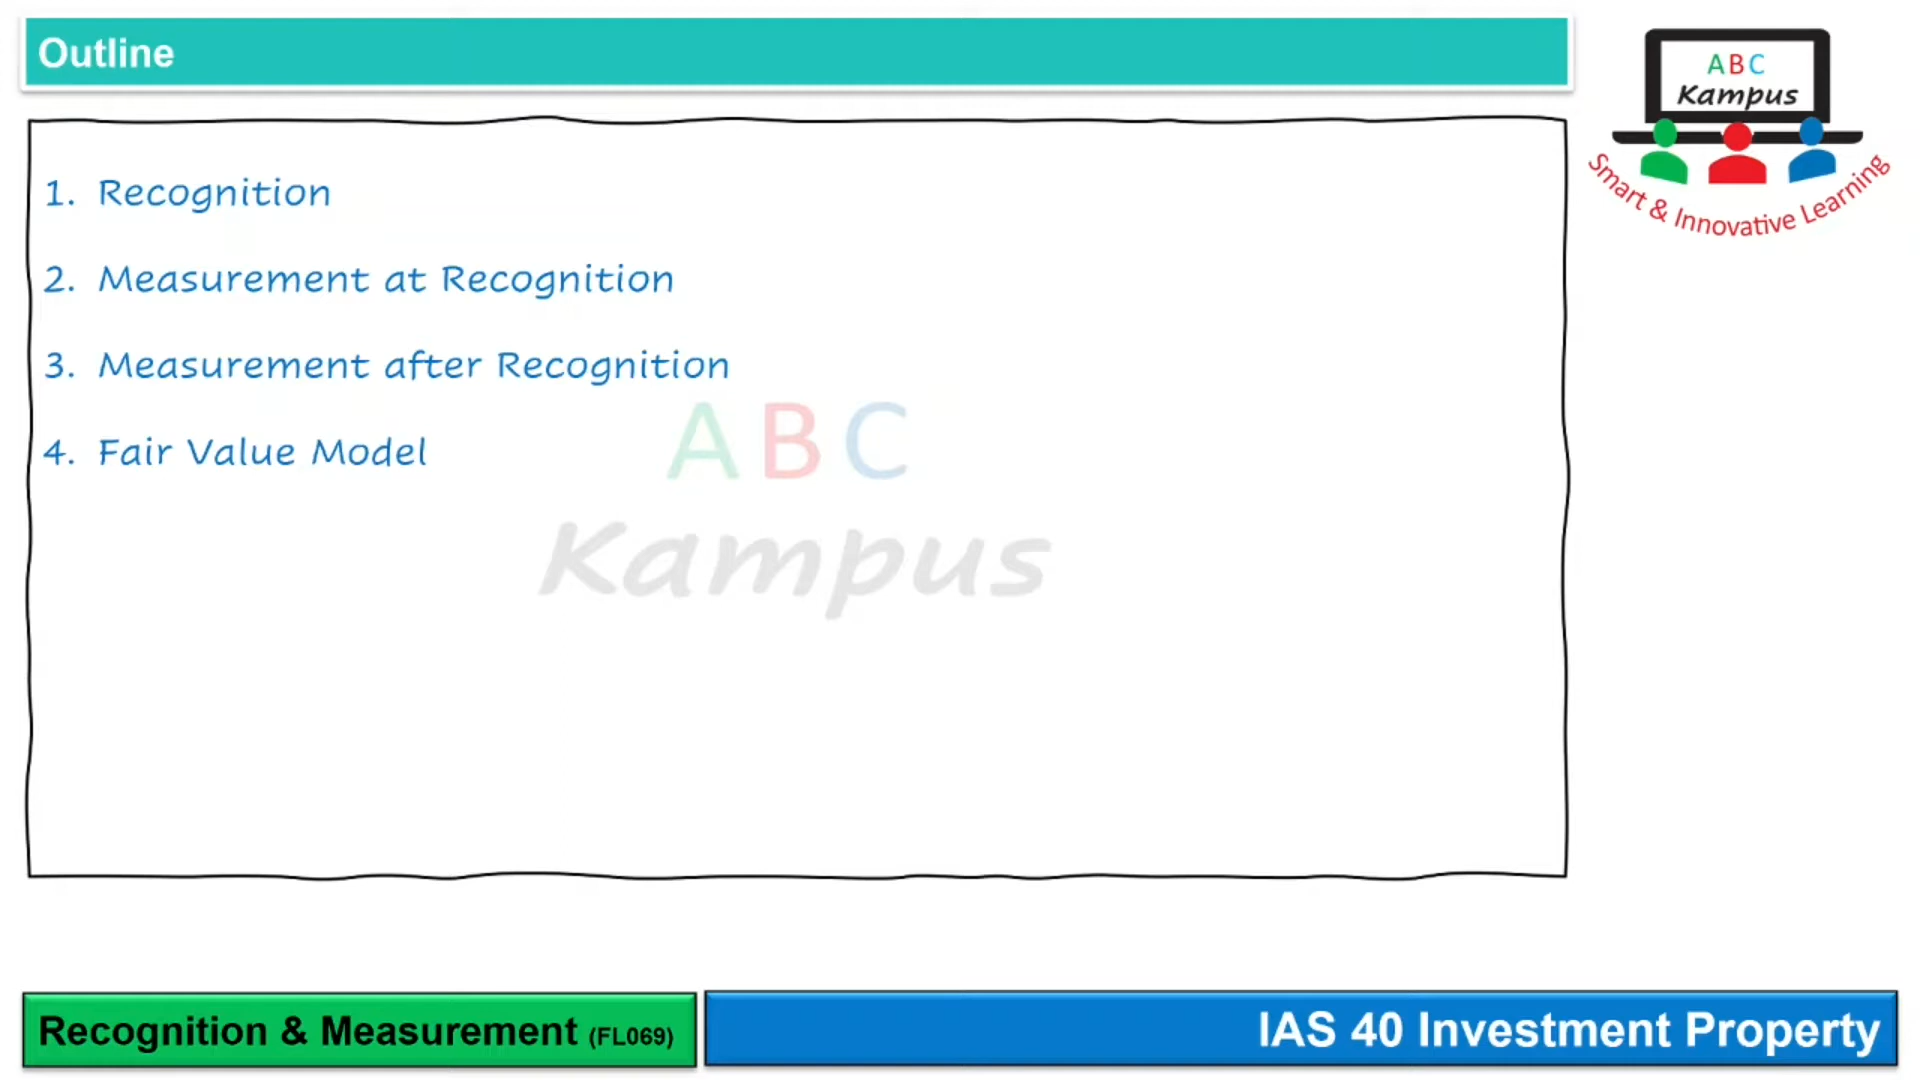 Outline
ABC
Kampus
Smart & Innovative Learning
1. Recognition
2. Measurement at Recognition
3. Measurement after Recognition
4. Fair Value Model
ABC
Kampus
Recognition & Measurement (FL069)
IAS 40 Investment Property